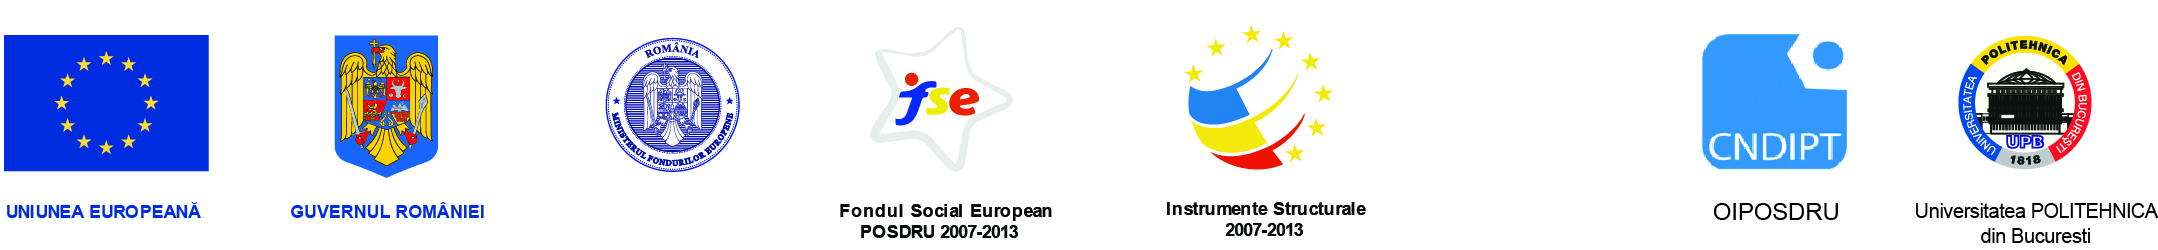 ROMÂNIA
MINISTERUL FONDURILOR EUROPENE
fse
CNDIPT
UNIVERSITATEA POLITEHNICA DIN BUCUREȘTI
UPB
1818
UNIUNEA EUROPEANĂ
GUVERNUL ROMÂNIEI
Fondul Social European
POSDRU 2007-2013
Instrumente Structurale
2007-2013
OIPOSDRU
Universitatea POLITEHNICA
din Bucuresti